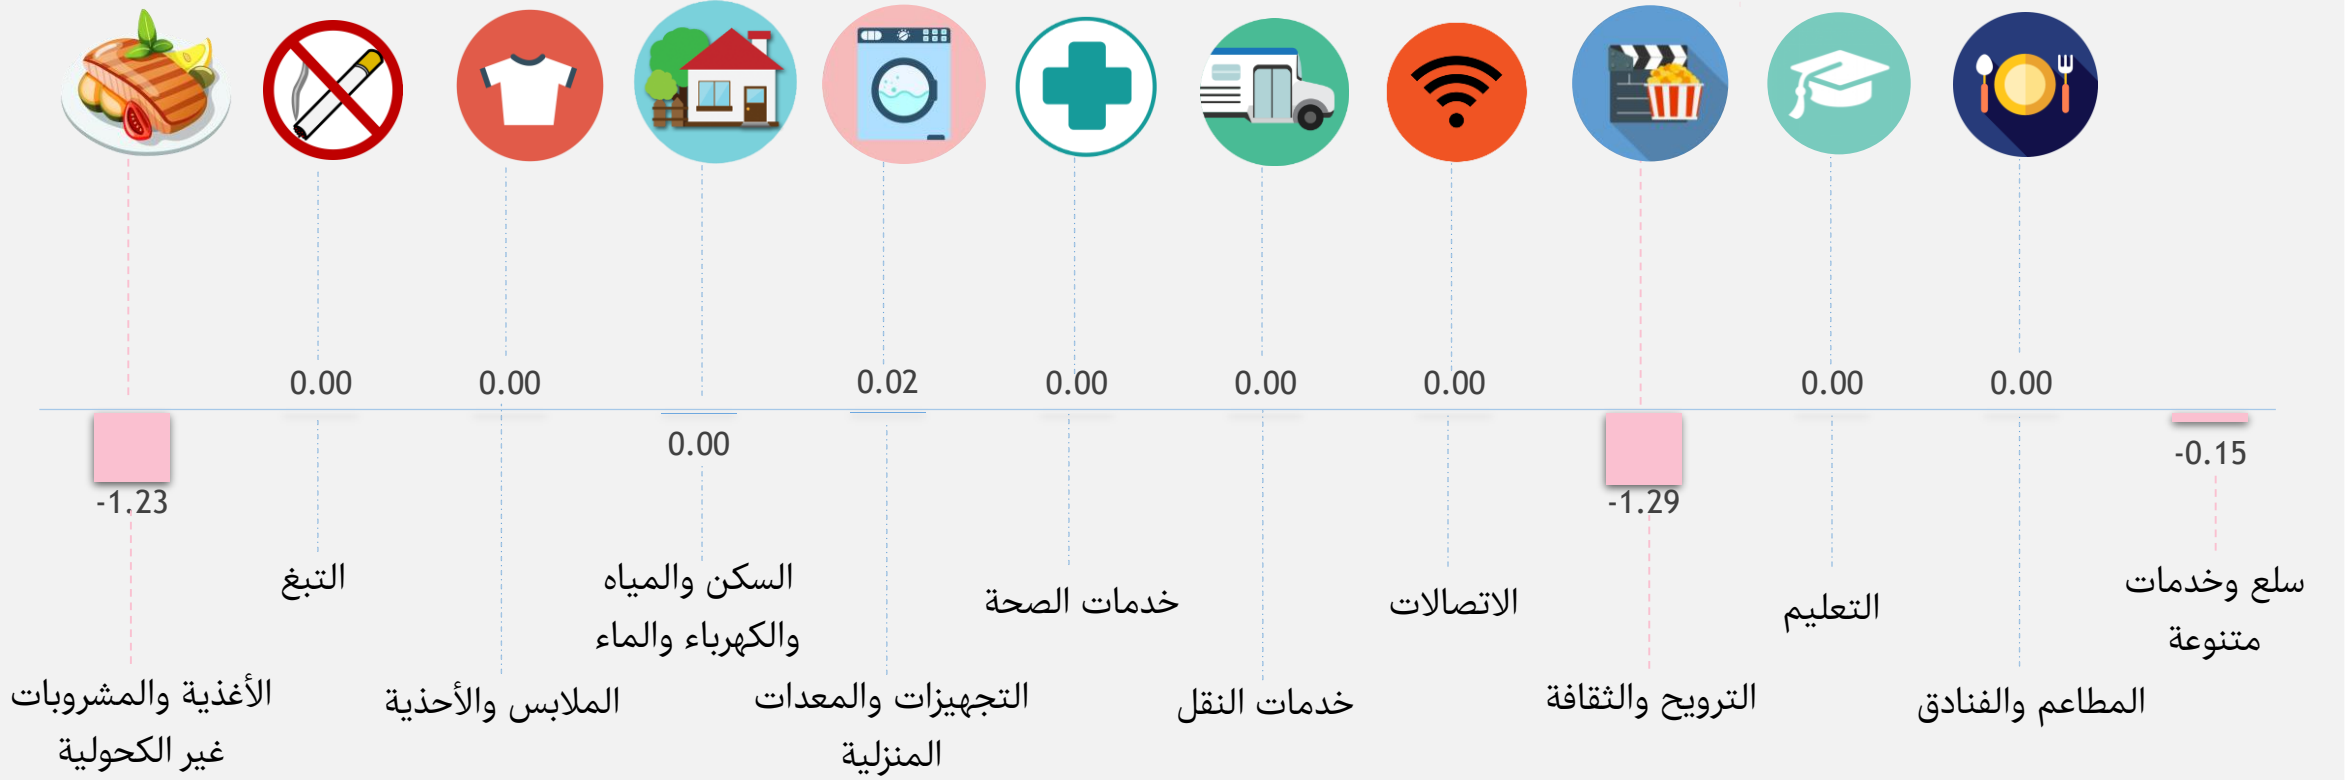 0.00
0.00
0.02
0.00
0.00
0.00
0.00
0.00
0.00
-1.23
-1.29
-0.15
التبغ
السكن والمياه
والكهرباء والماء
خدمات الصحة
الاتصالات
التعليم
سلع وخدمات
متنوعة
الأغذية والمشروبات
غير الكحولية
الملابس والأحذية
التجهيزات والمعدات
المنزلية
خدمات النقل
الترويح والثقافة
المطاعم والفنادق